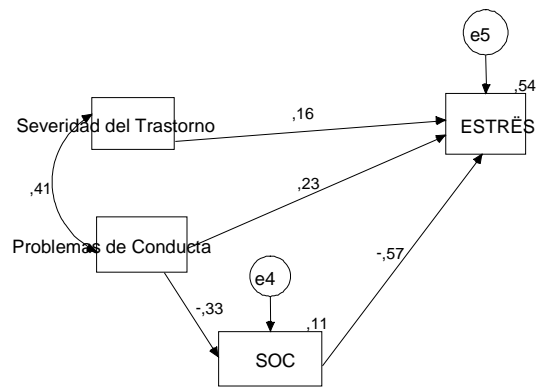 e5
,54
ESTRËS
Severidad del Trastorno
,16
,41
,23
Problemas de Conducta
-,57
e4
-,33
,11
SOC